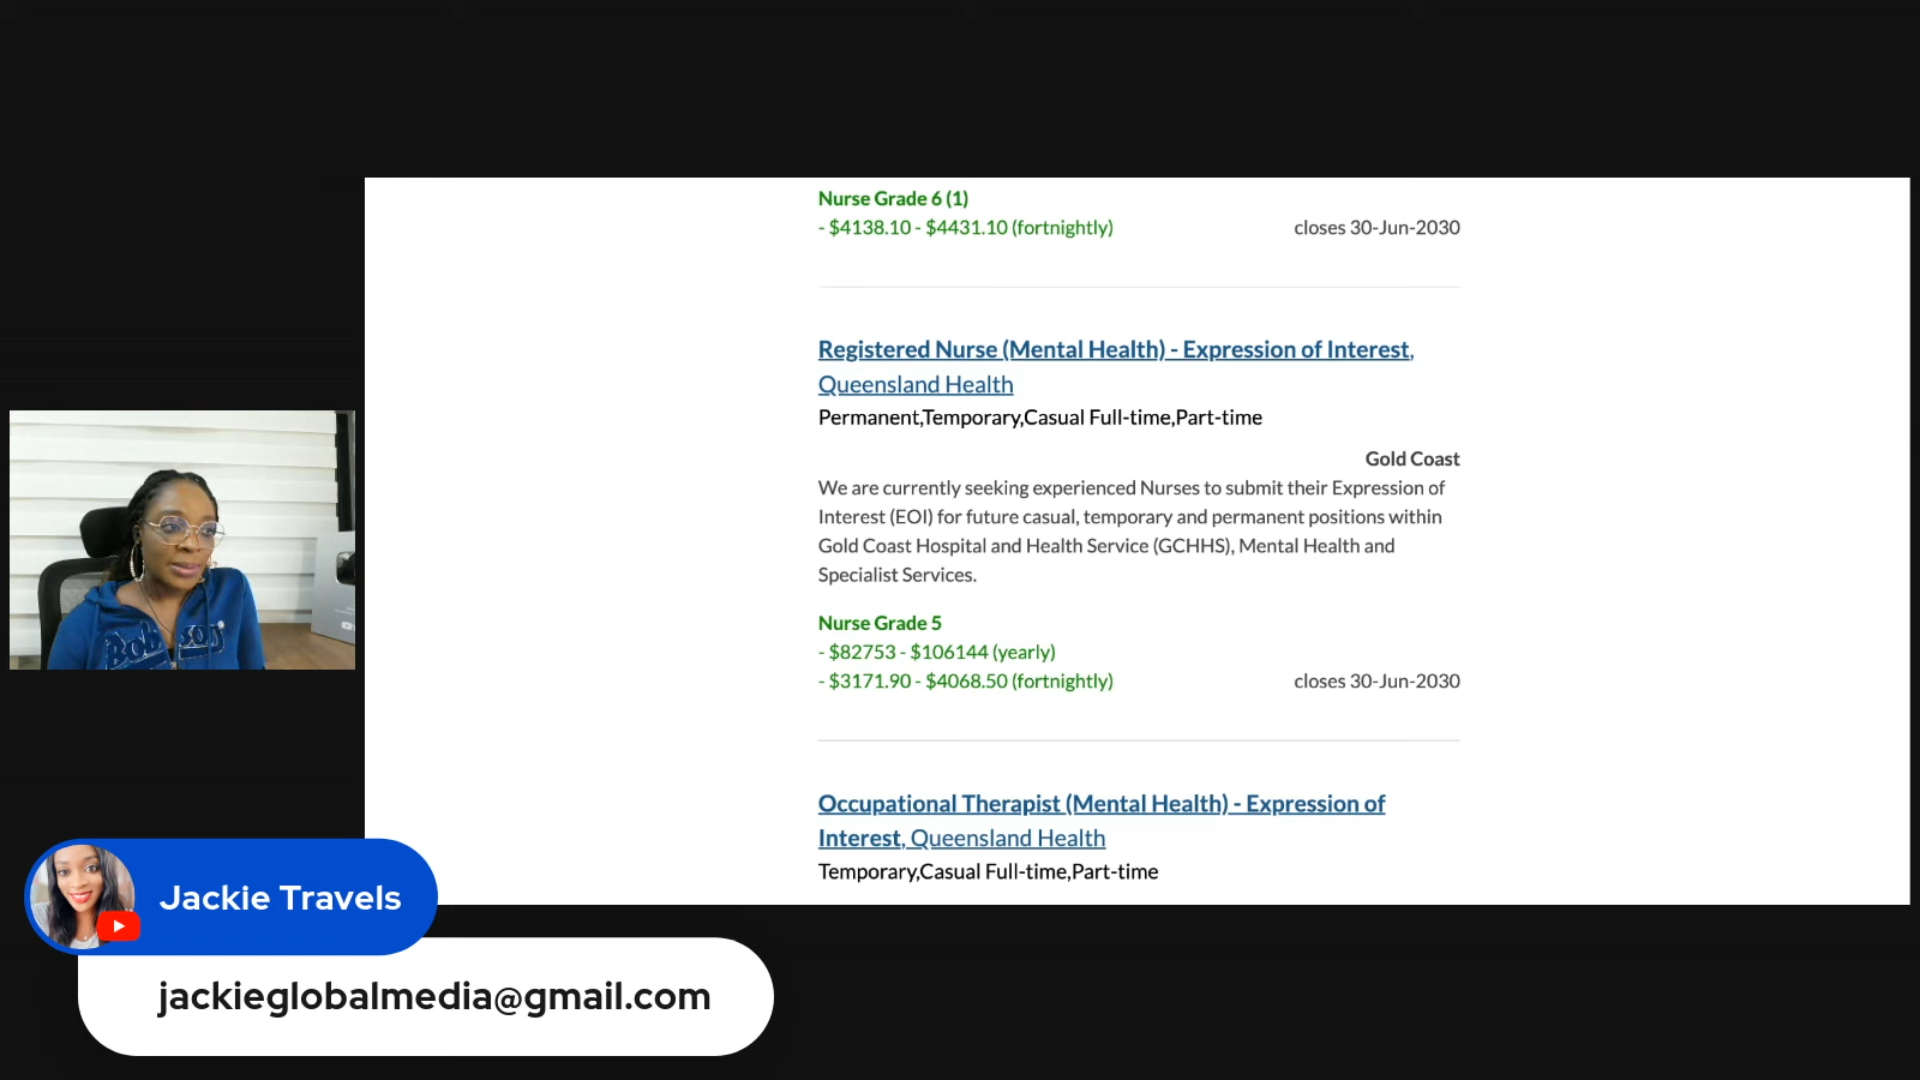 Nurse Grade 6 (1)
- $4138.10 - $4431.10 (fortnightly)
closes 30-Jun-2030
Registered Nurse (Mental Health) - Expression of Interest,
Queensland Health
Permanent,Temporary,Casual Full-time,Part-time
Gold Coast
We are currently seeking experienced Nurses to submit their Expression of
Interest (EOI) for future casual, temporary and permanent positions within
Gold Coast Hospital and Health Service (GCHHS), Mental Health and
Specialist Services.
Nurse Grade 5
- $82753 - $106144 (yearly)
- $3171.90 - $4068.50 (fortnightly)
closes 30-Jun-2030
Occupational Therapist (Mental Health) - Expression of
Interest, Queensland Health
Temporary,Casual Full-time,Part-time
Jackie Travels
jackieglobalmedia@gmail.com